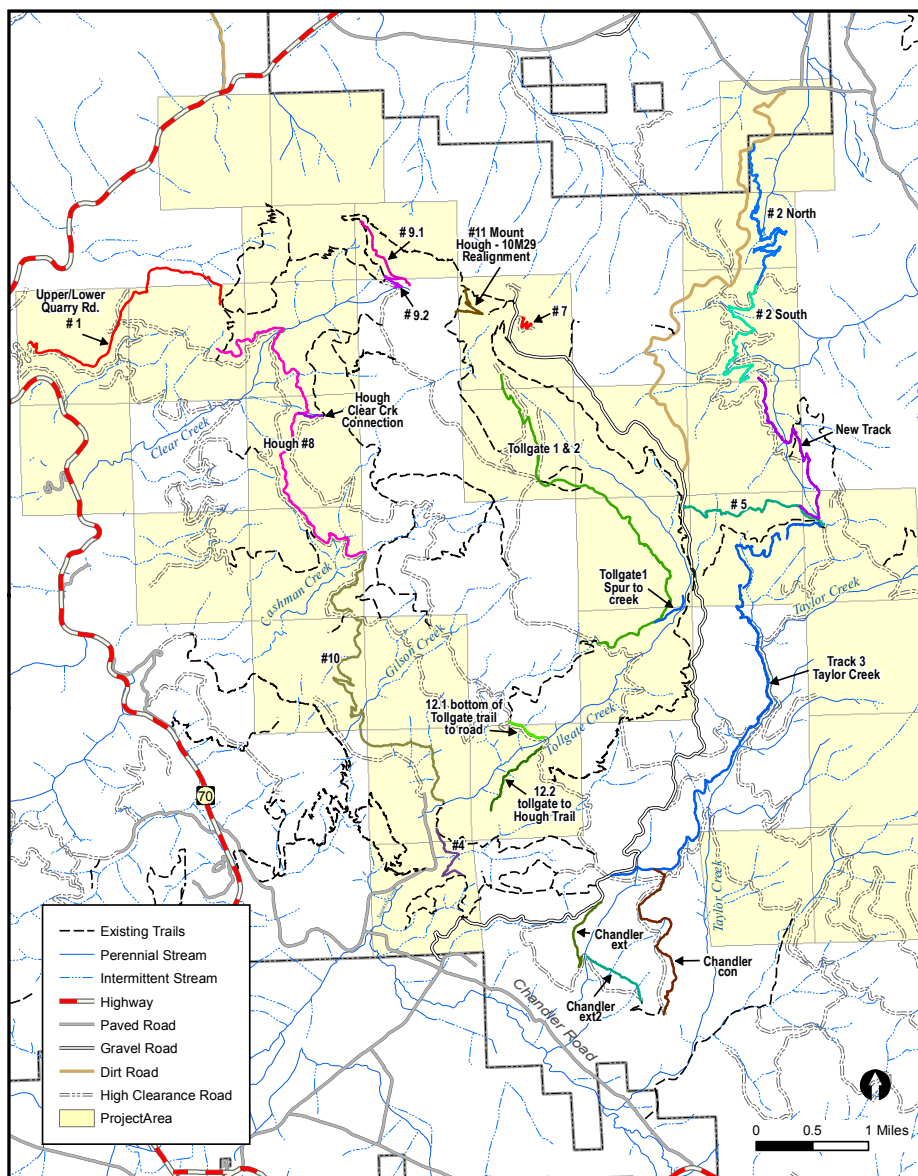 # 2 North
# 9.1
#11 Mount
Hough - 10M29
Realignment
Upper/Lower
Quarry Rd.
# 1
# 9.2
# 7
# 2 South
Hough
Clear Crk
Connection
Clear Creek
Hough #8
Tollgate 1 & 2
New Track
# 5
Cashman Creek
Tollgate1
Spur to
creek
Taylor Creek
Gilson Creek
#10
Track 3
Taylor Creek
12.1 bottom of
Tollgate trail
to road
Tollgate Creek
12.2
tollgate to
Hough Trail
70
#4
Taylor Creek
Chandler
ext
Chandler
con
Chandler
ext2
Chandler Road
Existing Trails
Perennial Stream
Intermittent Stream
Highway
Paved Road
Gravel Road
Dirt Road
High Clearance Road
ProjectArea
0 0.5 1 Miles